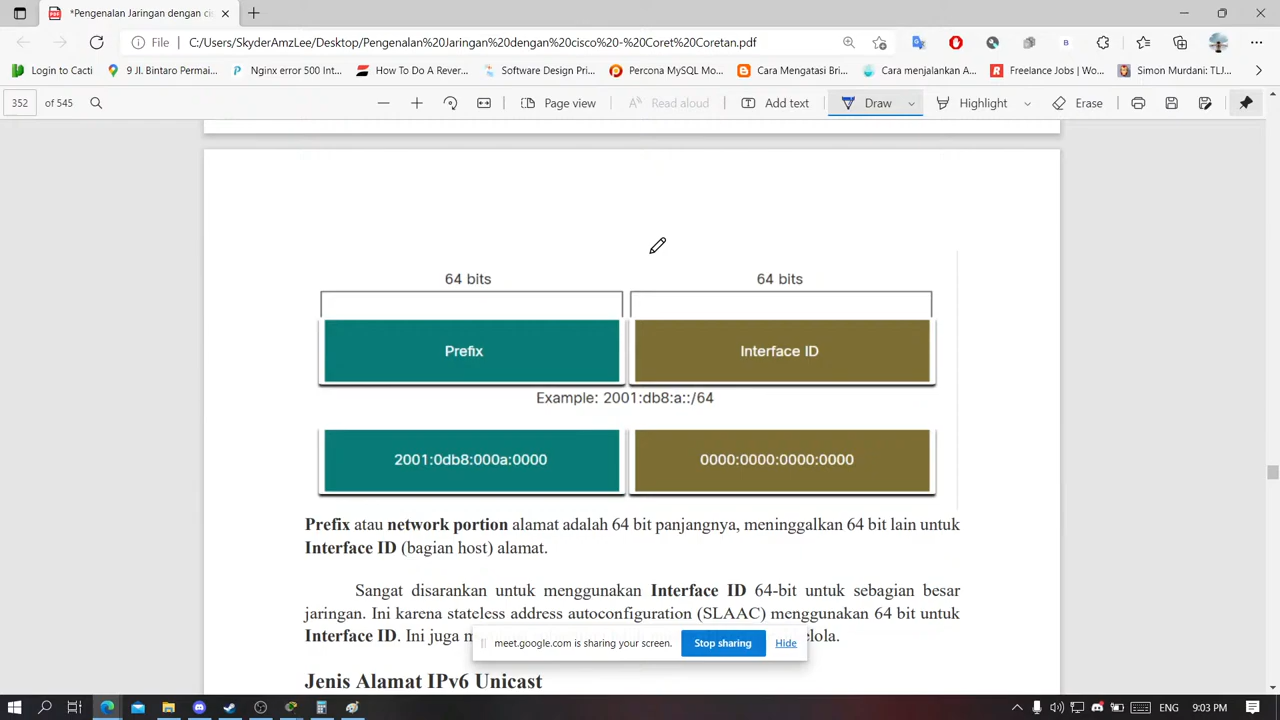 *Pengenalan Jaringan dengan cis
File
C:/Users/SkyderAmzLee/Desktop/Pengenalan%20Jaringan%20dengan%20cisco%20-%20Coret%20Coretan.pdf
Login to Cacti
9 Jl. Bintaro Permai...
Nginx error 500 Int...
How To Do A Rever...
Software Design Pri...
Percona MySQL Mo...
Cara Mengatasi Bri...
Cara menjalankan A...
Freelance Jobs | Wo...
Simon Murdani: TLJ...
352 of 545
Page view
Read aloud
Add text
Draw
Highlight
Erase
64 bits
64 bits
Prefix
Interface ID
Example: 2001:db8:a::/64
2001:0db8:000a:0000
0000:0000:0000:0000
Prefix atau network portion alamat adalah 64 bit panjangnya, meninggalkan 64 bit lain untuk
Interface ID (bagian host) alamat.
Sangat disarankan untuk menggunakan Interface ID 64-bit untuk sebagian besar
jaringan. Ini karena stateless address autoconfiguration (SLAAC) menggunakan 64 bit untuk
Interface ID. Ini juga m
elola.
meet.google.com is sharing your screen.
Stop sharing
Hide
Jenis Alamat IPv6 Unicast
ENG
9:03 PM